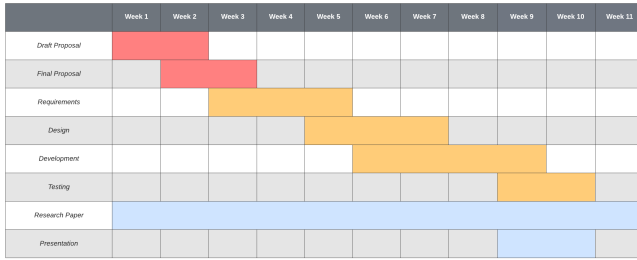 Week 1 Week 2 Week 3 Week 4 Week 5 Week 6 Week 7 Week 8 Week 9 Week 10 Week 11
Draft Proposal
Final Proposal
Requirements
Design
Development
Testing
Research Paper
Presentation